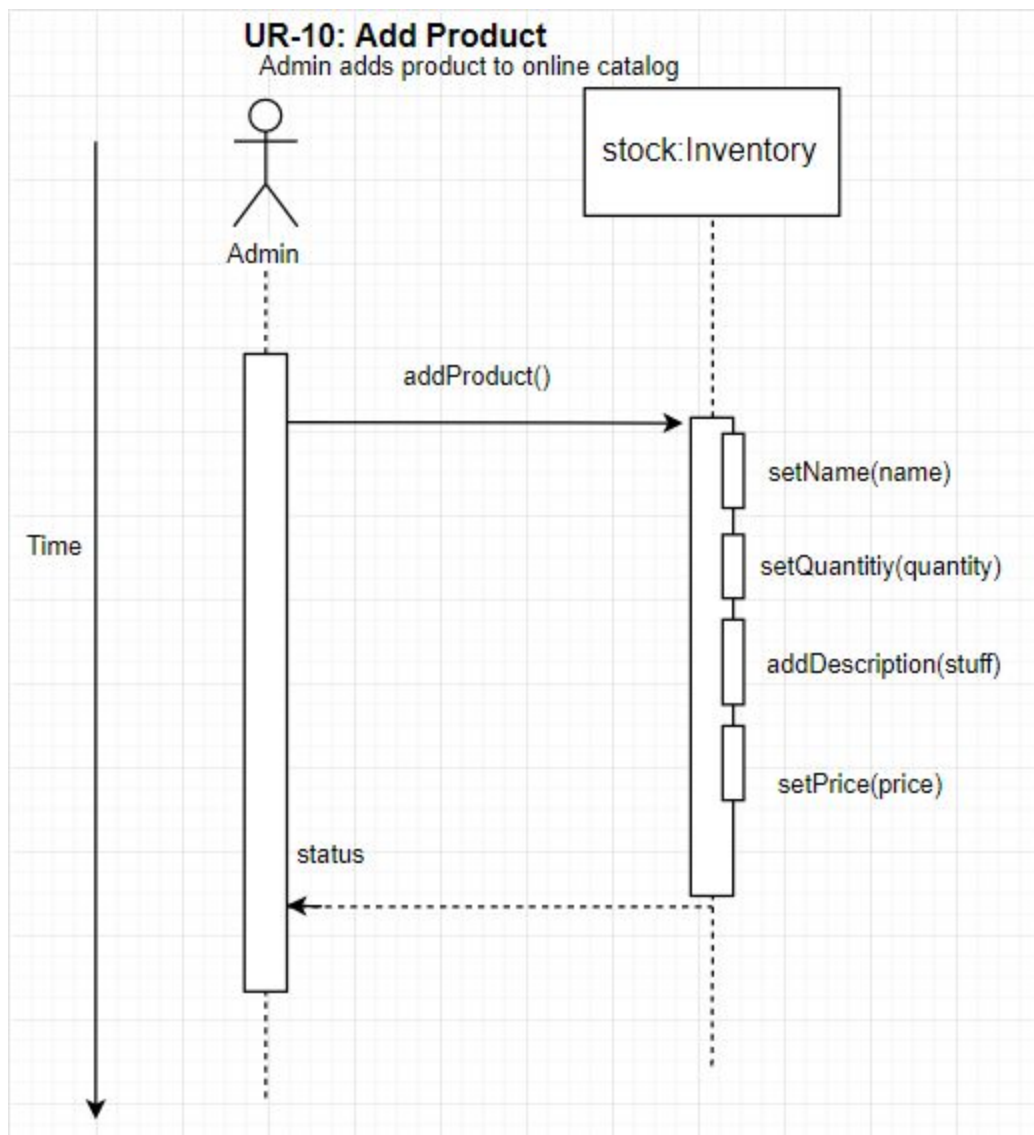 UR-10: Add Product
Admin adds product to online catalog
stock:Inventory
Admin
addProduct()
setName(name)
Time
setQuantitiy(quantity)
addDescription(stuff)
setPrice(price)
status